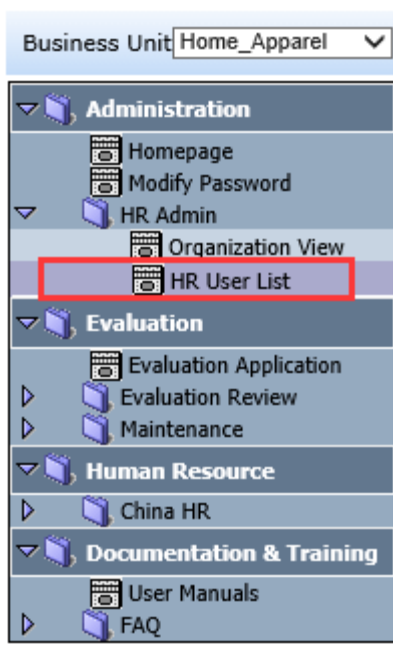 Business Unit Home_Apparel
Administration
Homepage
Modify Password
HR Admin
Organization View
HR User List
Evaluation
Evaluation Application
Evaluation Review
Maintenance
Human Resource
China HR
Documentation & Training
User Manuals
FAQ